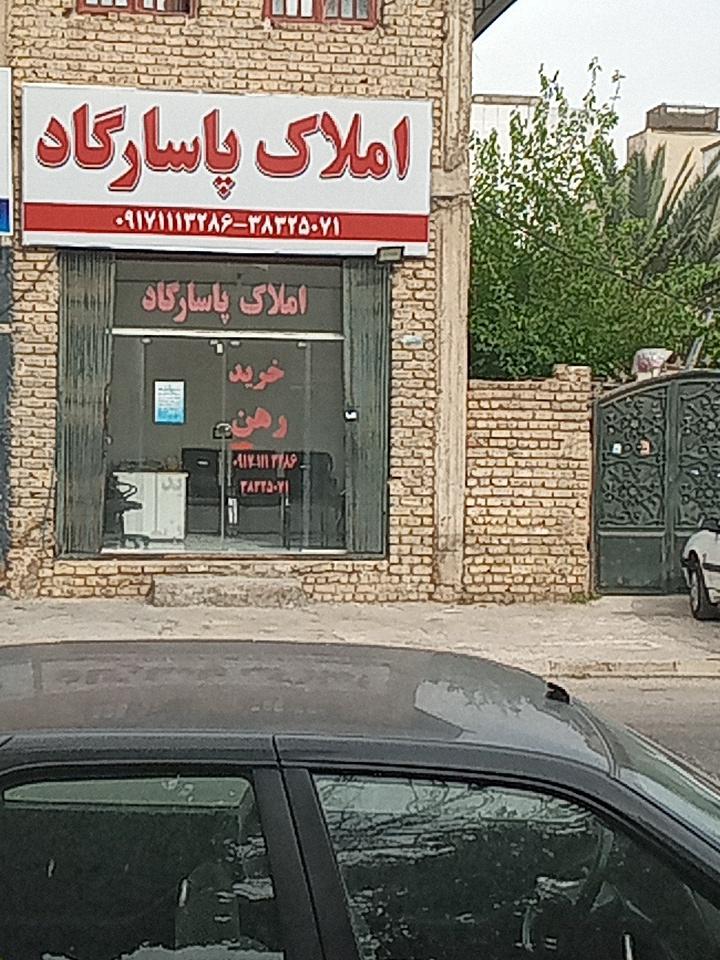 املاک پاسارگاد
۰۹۱۷۱۱۱۳۲۸۶-۳۸۳۲۵۰۷۱
املاک پاسارگاد
خرید
رهن
۰۹۱۷۱۱۱۳۲۸۶
۳۸۳۲۵۰۷۱